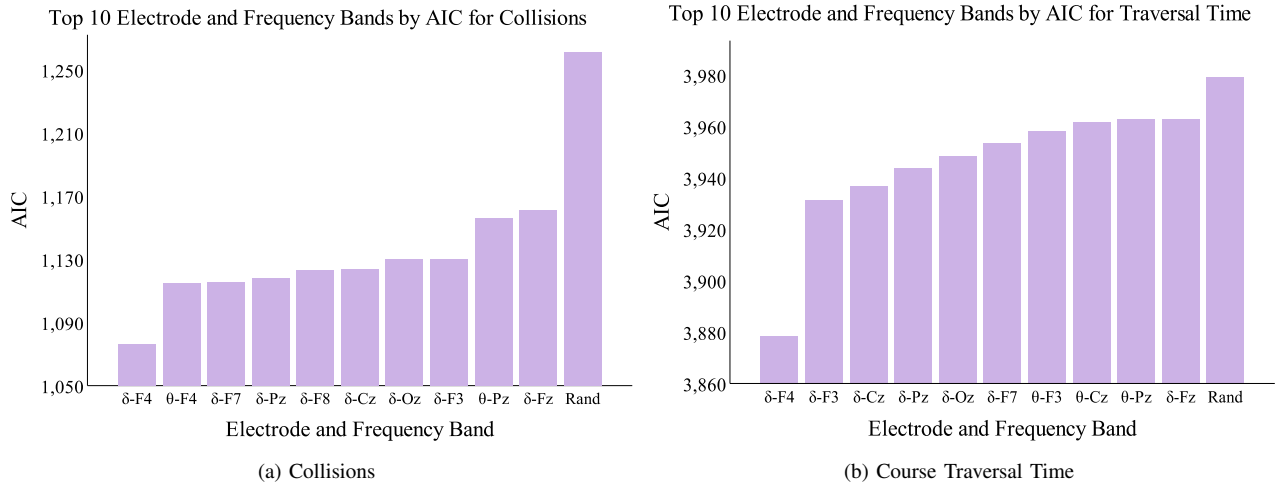 Top 10 Electrode and Frequency Bands by AIC for Collisions
AIC
1,250
1,210
1,170
1,130
1,090
1,050
δ-F4 θ-F4 δ-F7 δ-Pz δ-F8 δ-Cz δ-Oz δ-F3 θ-Pz δ-Fz Rand
Electrode and Frequency Band
(a) Collisions
Top 10 Electrode and Frequency Bands by AIC for Traversal Time
AIC
3,980
3,960
3,940
3,920
3,900
3,880
3,860
δ-F4 δ-F3 δ-Cz δ-Pz δ-Oz δ-F7 θ-F3 θ-Cz θ-Pz δ-Fz Rand
Electrode and Frequency Band
(b) Course Traversal Time